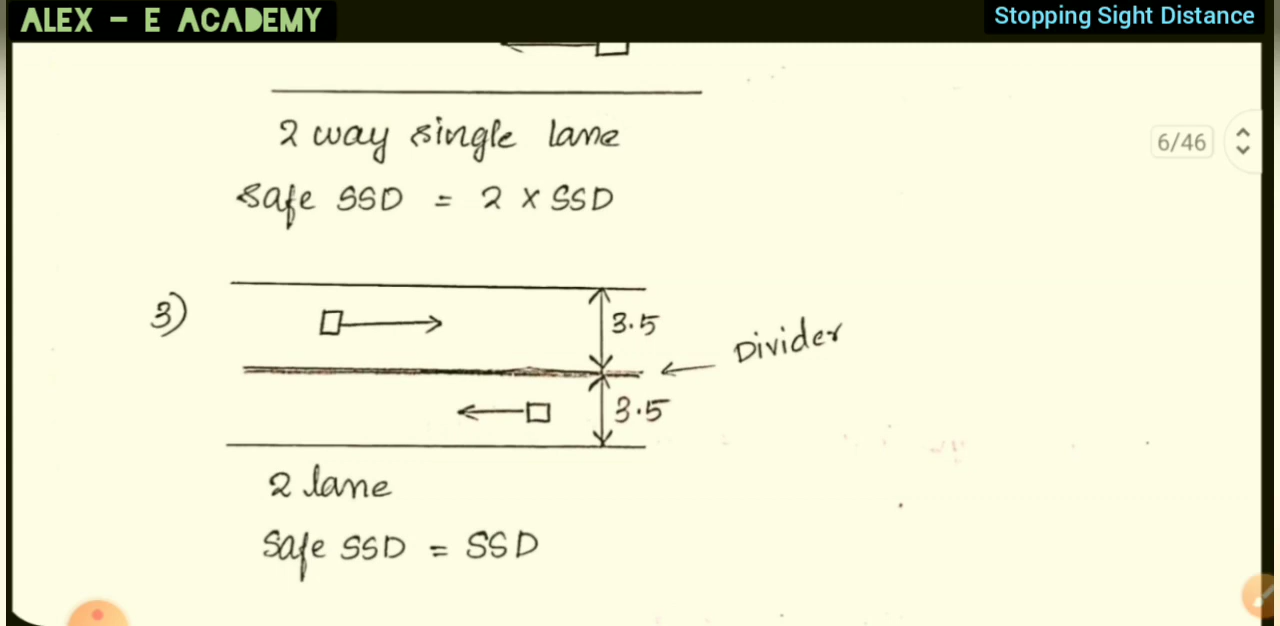 ALEX - E ACADEMY
Stopping Sight Distance
6/46
2 way single lane
Safe SSD = 2 X SSD
3)
3.5
Divider
3.5
2 lane
Safe SSD = SSD